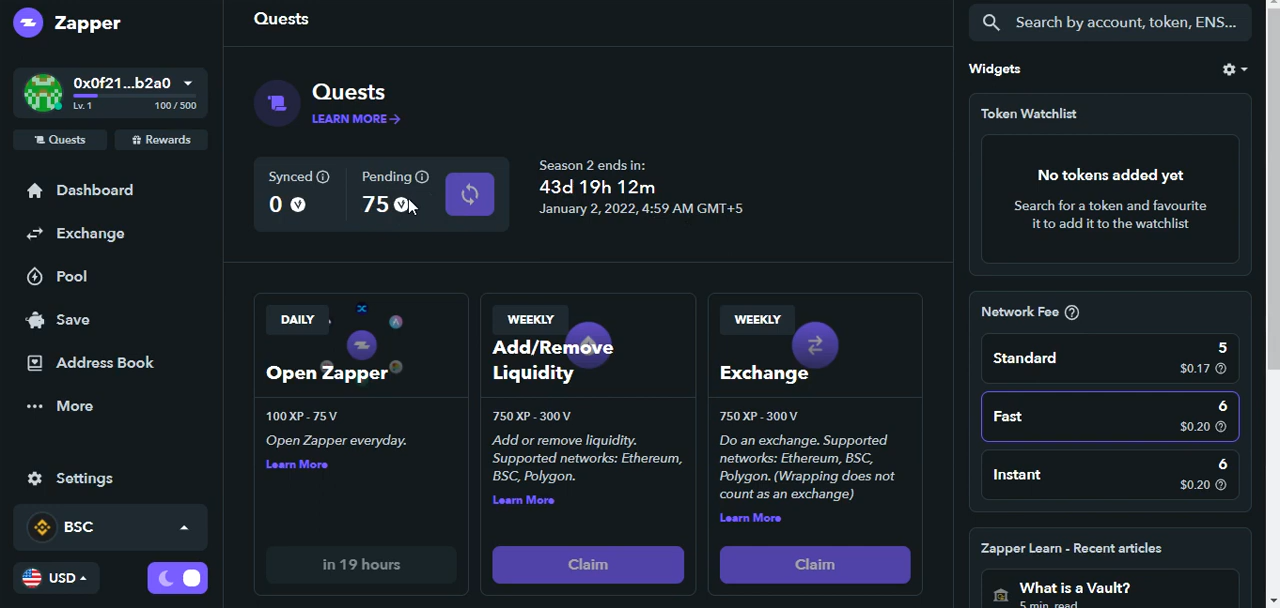 Zapper
0x0f21...b2a0
Lv. 1 100 / 500
Quests Rewards
Dashboard
Exchange
Pool
Save
Address Book
More
Settings
BSC
USD
Quests
Quests
LEARN MORE
Synced Pending
0 75
Season 2 ends in:
43d 19h 12m
January 2, 2022, 4:59 AM GMT+5
DAILY
Open Zapper
100 XP - 75 V
Open Zapper everyday.
Learn More
in 19 hours
WEEKLY
Add/Remove
Liquidity
750 XP - 300 V
Add or remove liquidity.
Supported networks: Ethereum,
BSC, Polygon.
Learn More
Claim
WEEKLY
Exchange
750 XP - 300 V
Do an exchange. Supported
networks: Ethereum, BSC,
Polygon. (Wrapping does not
count as an exchange)
Learn More
Claim
Search by account, token, ENS...
Widgets
Token Watchlist
No tokens added yet
Search for a token and favourite
it to add it to the watchlist
Network Fee
Standard 5
$0.17
Fast 6
$0.20
Instant 6
$0.20
Zapper Learn - Recent articles
What is a Vault?
5 min. read